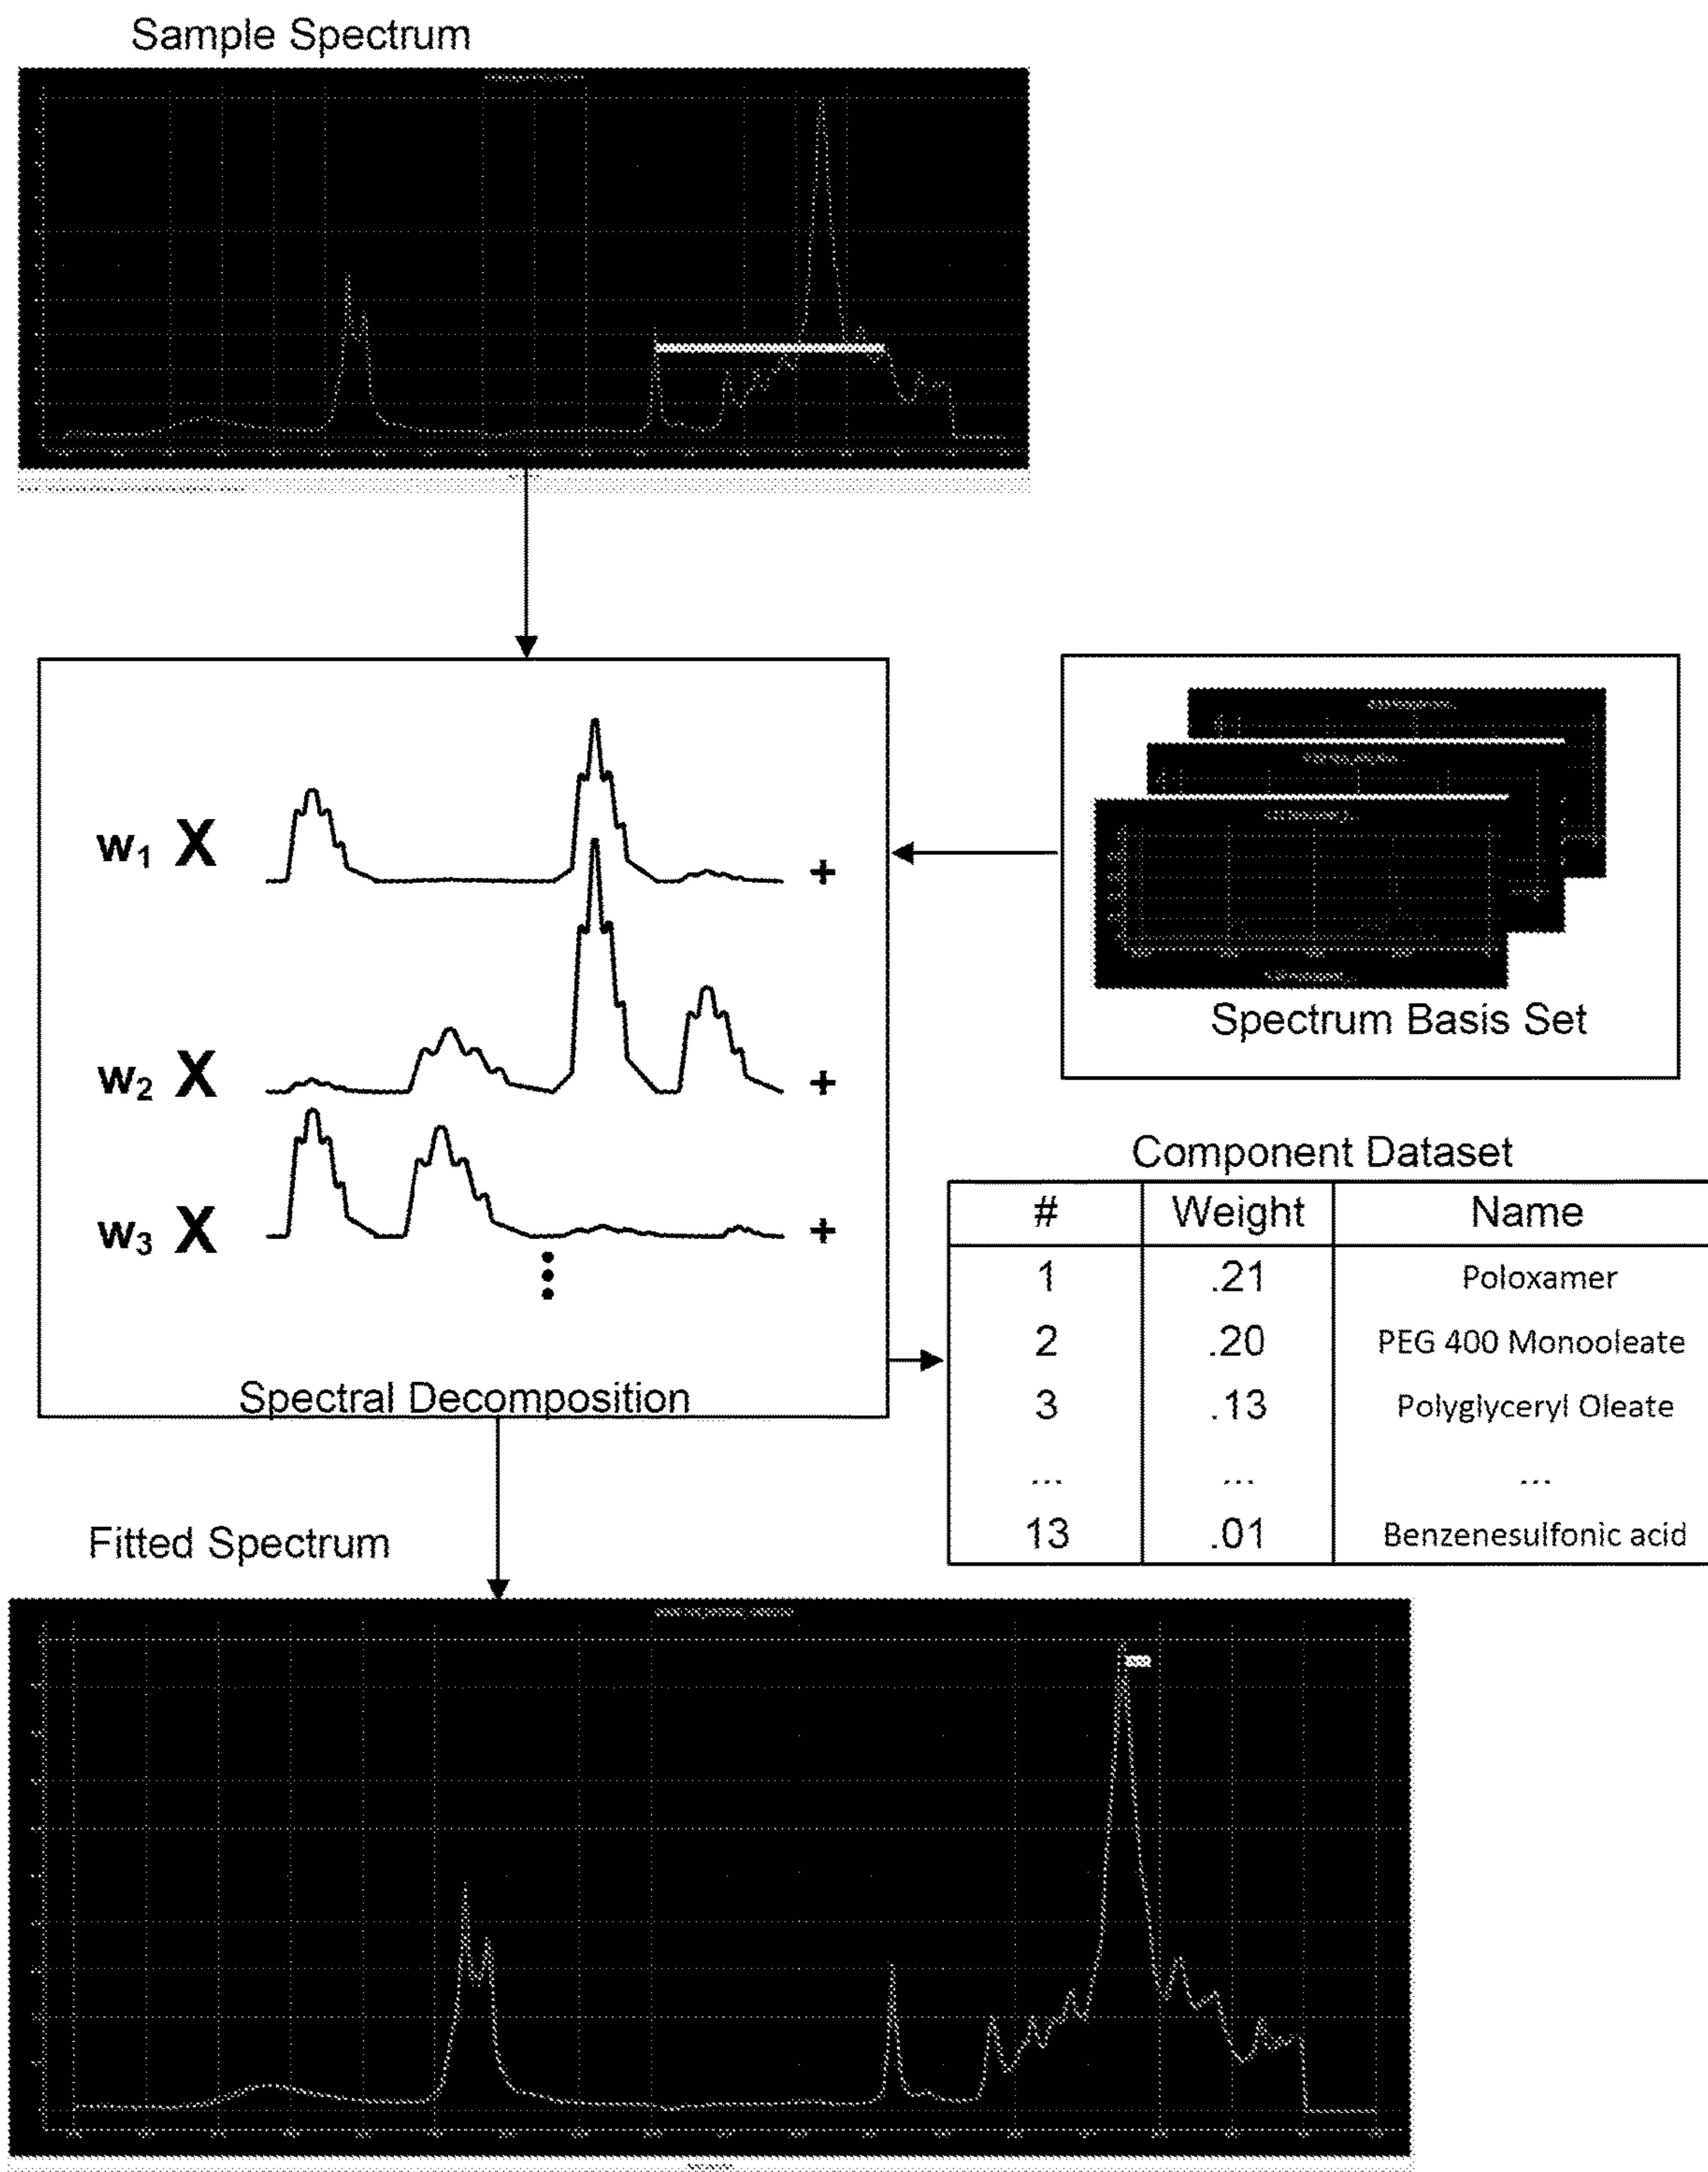 Sample Spectrum
w1 X +
w2 X +
w3 X +
Spectral Decomposition
Spectrum Basis Set
Component Dataset
# Weight Name
1 .21 Poloxamer
2 .20 PEG 400 Monooleate
3 .13 Polyglyceryl Oleate
... ... ...
13 .01 Benzenesulfonic acid
Fitted Spectrum